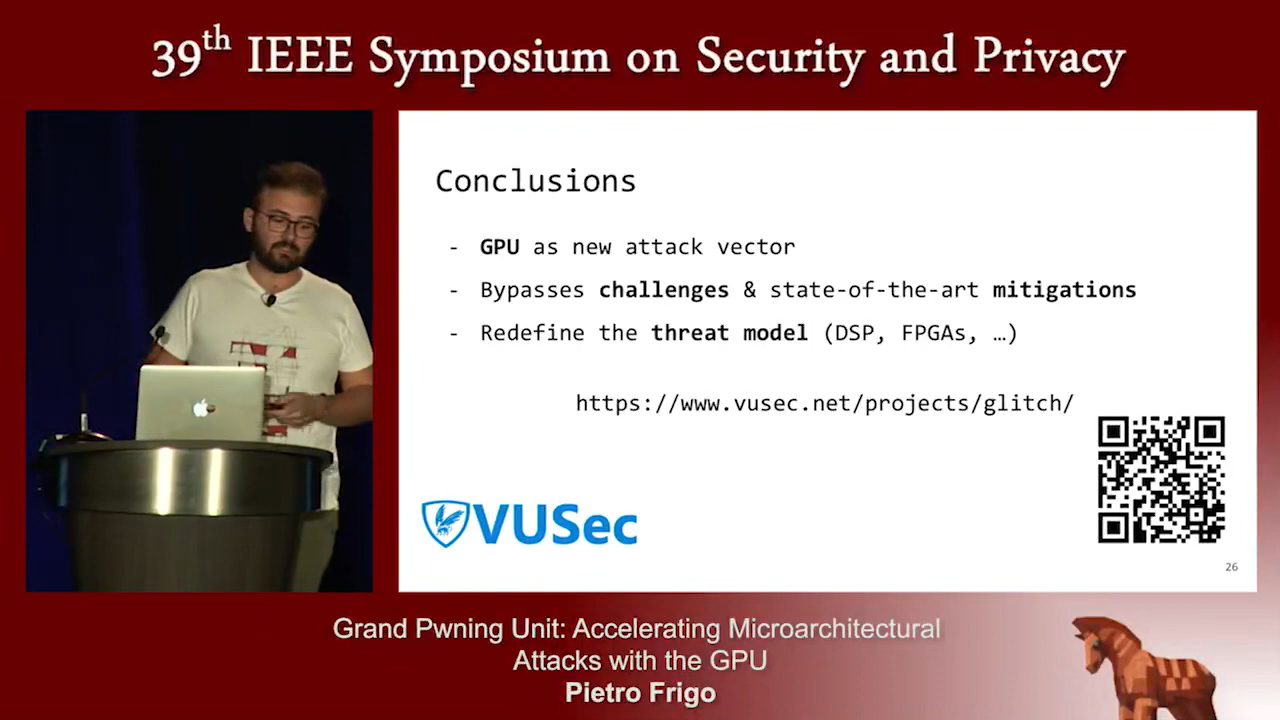 39th IEEE Symposium on Security and Privacy
Conclusions
- GPU as new attack vector
- Bypasses challenges & state-of-the-art mitigations
- Redefine the threat model (DSP, FPGAs, …)
https://www.vusec.net/projects/glitch/
VUSec
26
Grand Pwning Unit: Accelerating Microarchitectural
Attacks with the GPU
Pietro Frigo